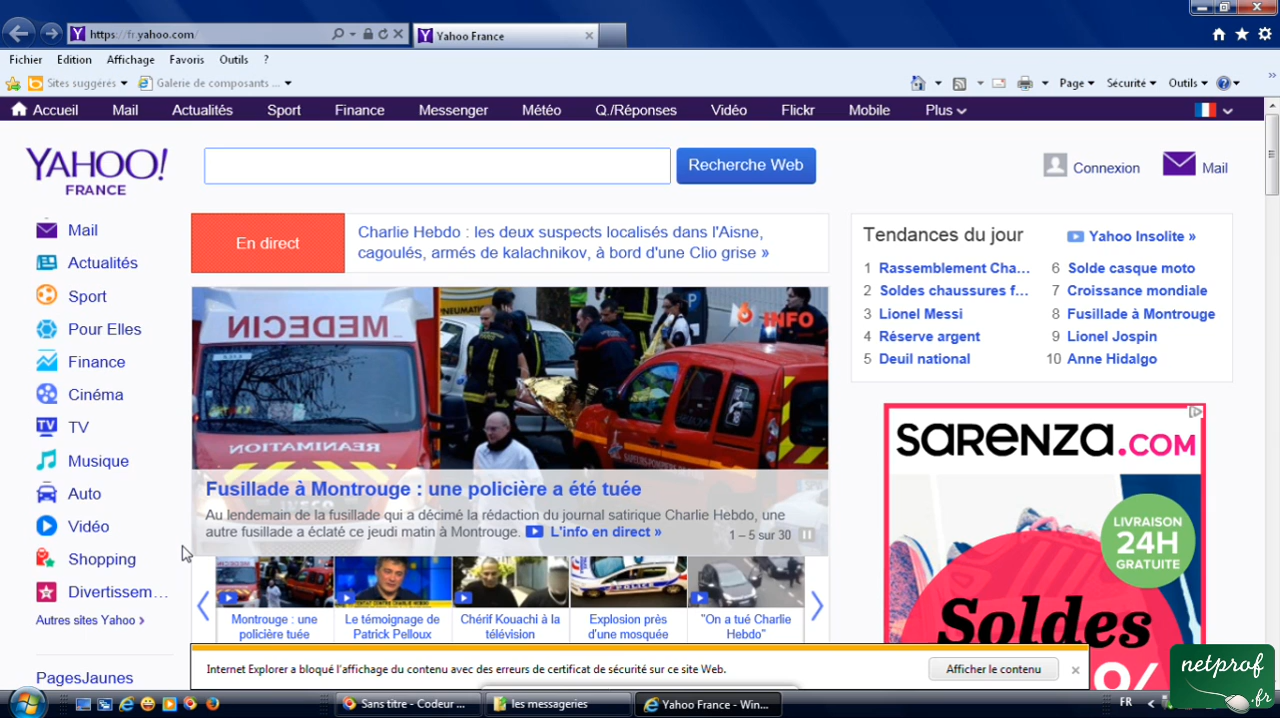 https://fr.yahoo.com/
Yahoo France
Fichier Edition Affichage Favoris Outils ?
Sites suggérés Galerie de composants ... Page Sécurité Outils
Accueil Mail Actualités Sport Finance Messenger Météo Q./Réponses Vidéo Flickr Mobile Plus
YAHOO!
FRANCE
Recherche Web
Connexion
Mail
Mail
Actualités
Sport
Pour Elles
Finance
Cinéma
TV
TV
Musique
Auto
Vidéo
Shopping
Divertissem...
Autres sites Yahoo >
PagesJaunes
En direct
Charlie Hebdo : les deux suspects localisés dans l'Aisne,
cagoulés, armés de kalachnikov, à bord d'une Clio grise »
PNEUMATI
P
INFO
MEDECIN
REANIMATION
SAPEURS-POMPIERS
Fusillade à Montrouge : une policière a été tuée
Au lendemain de la fusillade qui a décimé la rédaction du journal satirique Charlie Hebdo, une
autre fusillade a éclaté ce jeudi matin à Montrouge. L'info en direct »
1 – 5 sur 30
POLICE
Montrouge : une
policière tuée
Le témoignage de
Patrick Pelloux
Chérif Kouachi à la
télévision
Explosion près
d'une mosquée
"On a tué Charlie
Hebdo"
Tendances du jour
Yahoo Insolite »
1 Rassemblement Cha...
2 Soldes chaussures f...
3 Lionel Messi
4 Réserve argent
5 Deuil national
6 Solde casque moto
7 Croissance mondiale
8 Fusillade à Montrouge
9 Lionel Jospin
10 Anne Hidalgo
SARENZA.COM
LIVRAISON
24H
GRATUITE
Soldes
%
Internet Explorer a bloqué l'affichage du contenu avec des erreurs de certificat de sécurité sur ce site Web.
Afficher le contenu
netprof
.fr
Sans titre - Codeur ...
les messageries
Yahoo France - Win...
FR